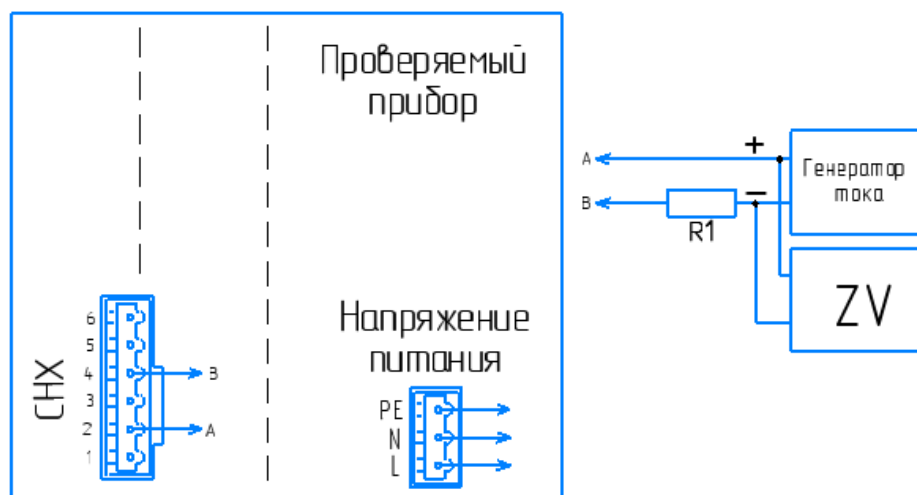 Проверяемый
прибор
A
+
Генератор
тока
B
−
R1
ZV
Напряжение
питания
CHX
6
5
4
B
3
2
A
1
PE
N
L